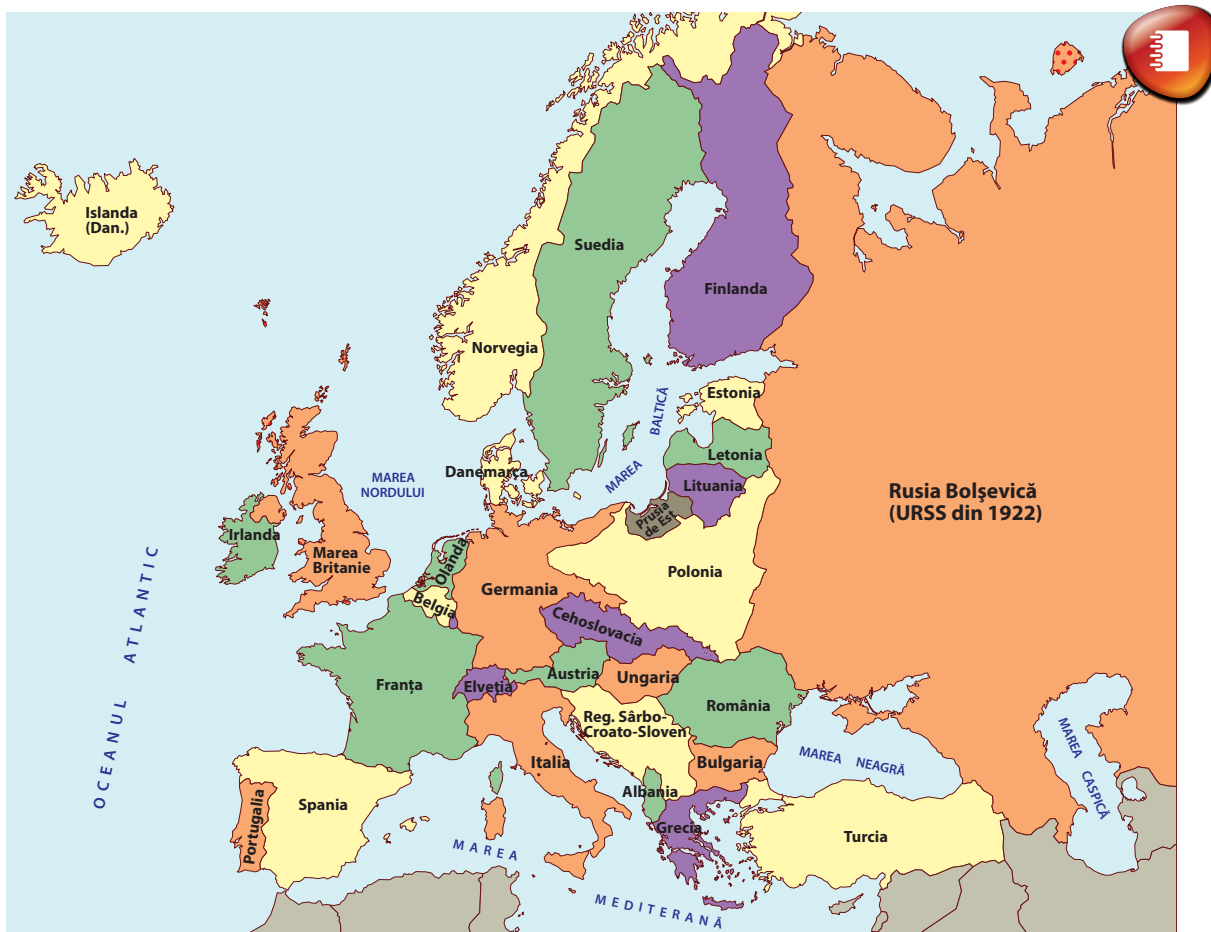 Islanda
(Dan.)
Suedia
Finlanda
Norvegia
Estonia
MAREA BALTICĂ
Letonia
Danemarca
MAREA
NORDULUI
Lituania
Rusia Bolşevică
(URSS din 1922)
Prusia
de Est
Irlanda
Marea
Britanie
Olanda
Polonia
Germania
Belgia
Cehoslovacia
OCEANUL ATLANTIC
Franța
Elveția
Austria
Ungaria
România
Reg. Sârbo-
Croato-Sloven
Italia
Bulgaria
MAREA NEAGRĂ
MAREA CASPICĂ
Albania
Spania
Portugalia
Grecia
Turcia
MAREA MEDITERANĂ